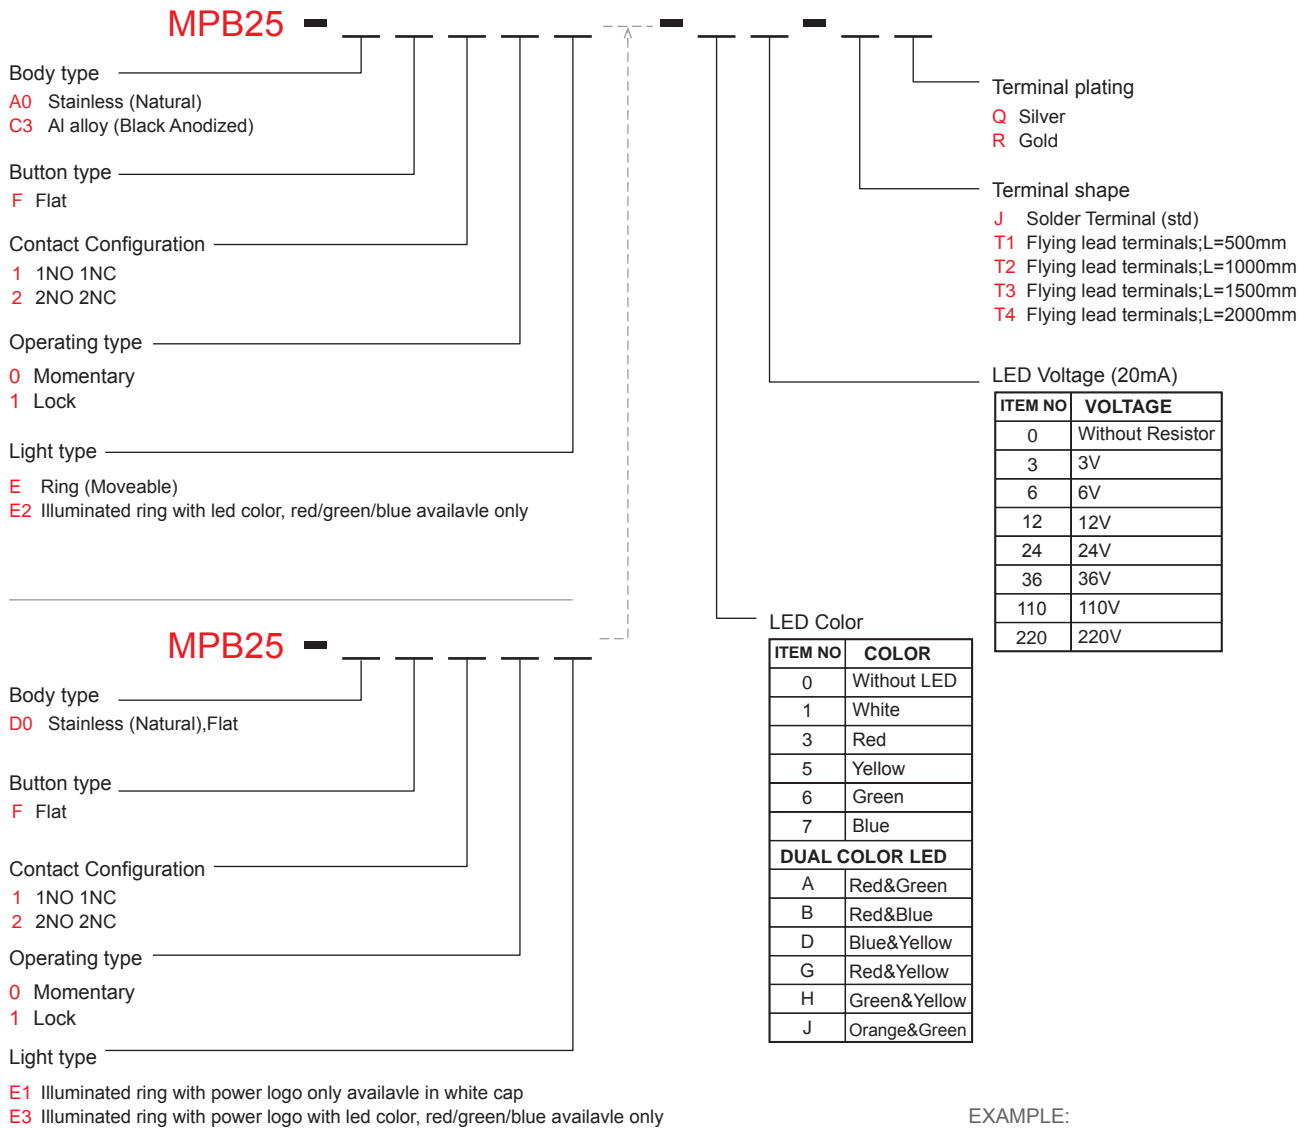 MPB25 -
Body type
A0 Stainless (Natural)
C3 Al alloy (Black Anodized)
Button type
F Flat
Contact Configuration
1 1NO 1NC
2 2NO 2NC
Operating type
0 Momentary
1 Lock
Light type
E Ring (Moveable)
E2 Illuminated ring with led color, red/green/blue availavle only
Terminal plating
Q Silver
R Gold
Terminal shape
J Solder Terminal (std)
T1 Flying lead terminals;L=500mm
T2 Flying lead terminals;L=1000mm
T3 Flying lead terminals;L=1500mm
T4 Flying lead terminals;L=2000mm
LED Voltage (20mA)
ITEM NO VOLTAGE
0 Without Resistor
3 3V
6 6V
12 12V
24 24V
36 36V
110 110V
220 220V
LED Color
ITEM NO COLOR
0 Without LED
1 White
3 Red
5 Yellow
6 Green
7 Blue
DUAL COLOR LED
A Red&Green
B Red&Blue
D Blue&Yellow
G Red&Yellow
H Green&Yellow
J Orange&Green
MPB25 -
Body type
D0 Stainless (Natural),Flat
Button type
F Flat
Contact Configuration
1 1NO 1NC
2 2NO 2NC
Operating type
0 Momentary
1 Lock
Light type
E1 Illuminated ring with power logo only availavle in white cap
E3 Illuminated ring with power logo with led color, red/green/blue availavle only
EXAMPLE: